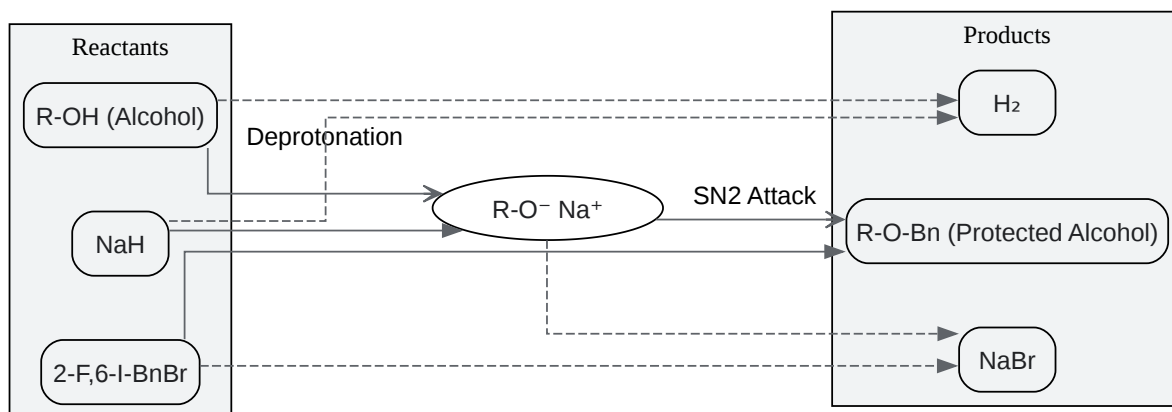 Reactants
Products
R-OH (Alcohol)
H₂
Deprotonation
SN2 Attack
R-O⁻ Na⁺
NaH
R-O-Bn (Protected Alcohol)
2-F,6-I-BnBr
NaBr